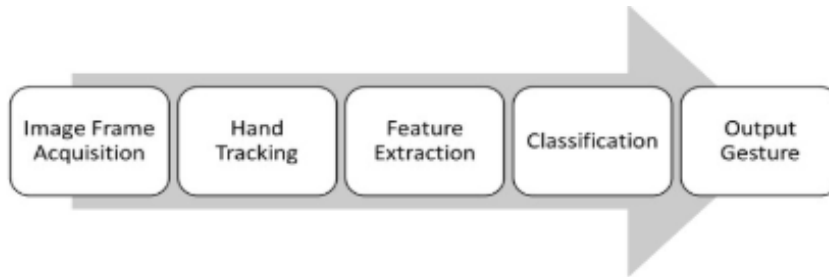 Image Frame
Acquisition
Hand
Tracking
Feature
Extraction
Classification
Output
Gesture